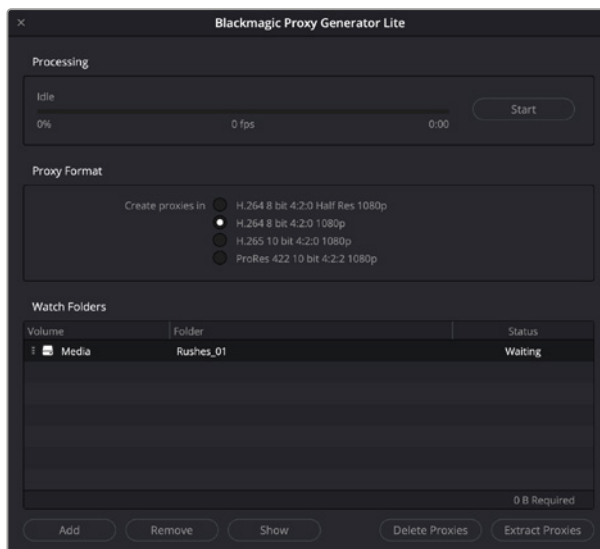 Blackmagic Proxy Generator Lite
Processing
Idle
Start
0% 0 fps 0:00
Proxy Format
Create proxies in H.264 8 bit 4:2:0 Half Res 1080p
H.264 8 bit 4:2:0 1080p
H.265 10 bit 4:2:0 1080p
ProRes 422 10 bit 4:2:2 1080p
Watch Folders
Volume Folder Status
Media Rushes_01 Waiting
0 B Required
Add Remove Show Delete Proxies Extract Proxies